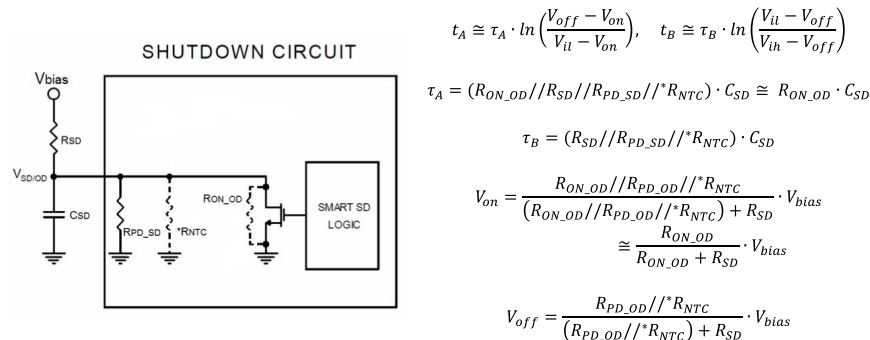 SHUTDOWN CIRCUIT
Vbias
RSD
VSD/OD
CSD
RPD_SD
*RNTC
RON_OD
SMART SD
LOGIC
t_A ≅ τ_A · ln((V_off − V_on)/(V_il − V_on)), t_B ≅ τ_B · ln((V_il − V_off)/(V_ih − V_off))
τ_A = (R_ON_OD//R_SD//R_PD_SD//*R_NTC) · C_SD ≅ R_ON_OD · C_SD
τ_B = (R_SD//R_PD_SD//*R_NTC) · C_SD
V_on = (R_ON_OD//R_PD_OD//*R_NTC)/((R_ON_OD//R_PD_OD//*R_NTC) + R_SD) · V_bias
≅ R_ON_OD/(R_ON_OD + R_SD) · V_bias
V_off = (R_PD_OD//*R_NTC)/((R_PD_OD//*R_NTC) + R_SD) · V_bias